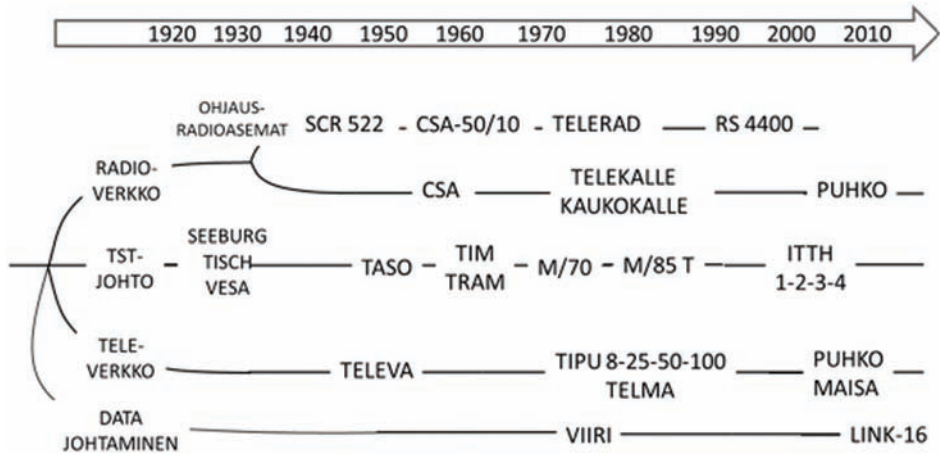 1920 1930 1940 1950 1960 1970 1980 1990 2000 2010
OHJAUS-
RADIOASEMAT
SCR 522 CSA-50/10 TELERAD RS 4400
RADIO-
VERKKO
CSA
TELEKALLE
KAUKOKALLE
PUHKO
TST-
JOHTO
SEEBURG
TISCH
VESA
TASO
TIM
TRAM
M/70
M/85 T
ITTH
1-2-3-4
TELE-
VERKKO
TELEVA
TIPU 8-25-50-100
TELMA
PUHKO
MAISA
DATA
JOHTAMINEN
VIIRI
LINK-16